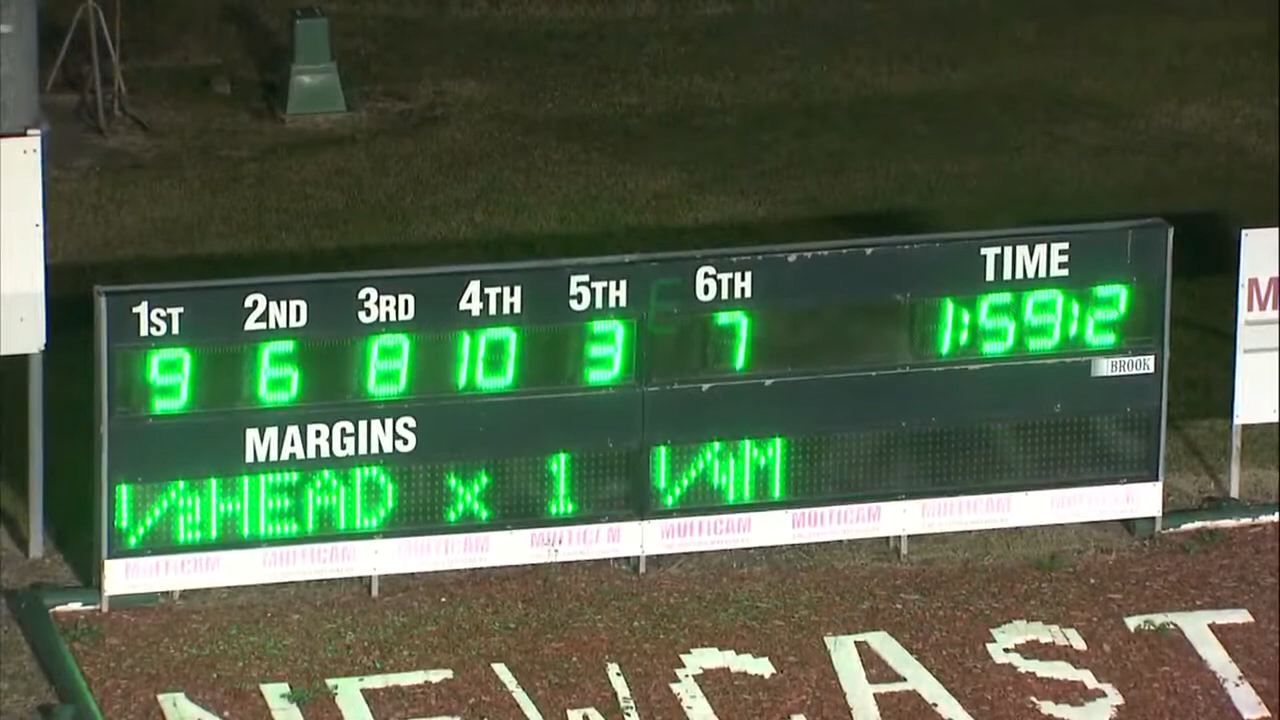 1ST 2ND 3RD 4TH 5TH 6TH TIME
9 6 8 10 3 7 1:59:2
BROOK
MARGINS
½HEAD x 1 ¼M
MULTICAM MULTICAM MULTICAM MULTICAM MULTICAM MULTICAM MULTICAM MULTICAM
M
NEWCAST